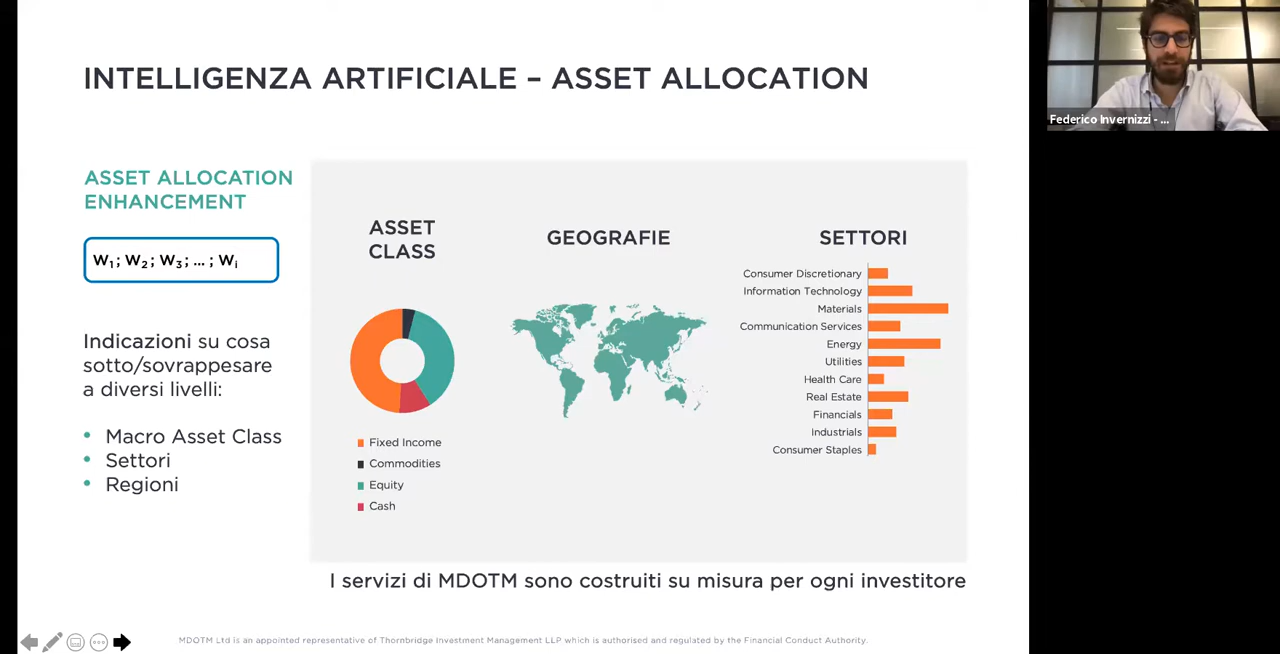 INTELLIGENZA ARTIFICIALE – ASSET ALLOCATION
Federico Invernizzi - ...
ASSET ALLOCATION
ENHANCEMENT
W1 ; W2 ; W3 ; ... ; Wi
Indicazioni su cosa
sotto/sovrappesare
a diversi livelli:
• Macro Asset Class
• Settori
• Regioni
ASSET
CLASS
Fixed Income
Commodities
Equity
Cash
GEOGRAFIE
SETTORI
Consumer Discretionary
Information Technology
Materials
Communication Services
Energy
Utilities
Health Care
Real Estate
Financials
Industrials
Consumer Staples
I servizi di MDOTM sono costruiti su misura per ogni investitore
MDOTM Ltd is an appointed representative of Thornbridge Investment Management LLP which is authorised and regulated by the Financial Conduct Authority.